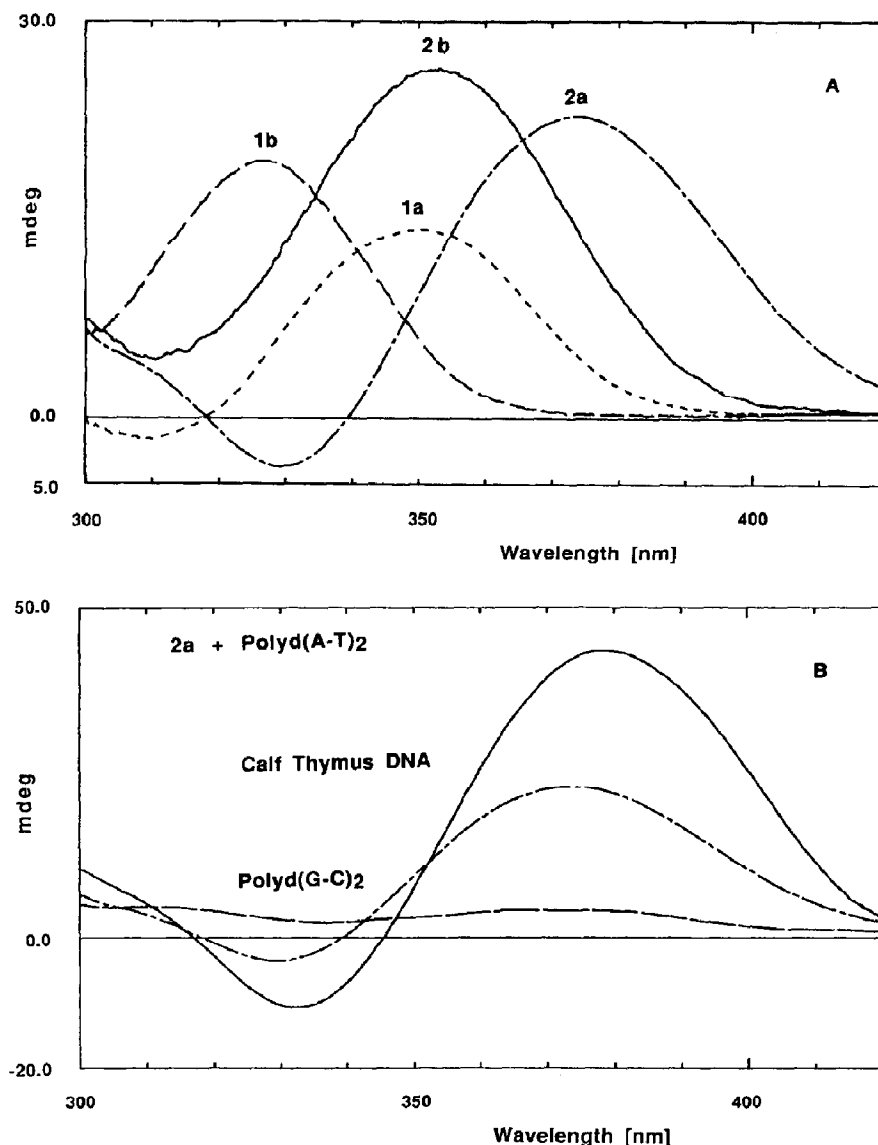 30.0
2 b
A
2a
1b
1a
mdeg
0.0
5.0
300
350
400
Wavelength [nm]
50.0
2a + Polyd(A-T)2
B
Calf Thymus DNA
mdeg
Polyd(G-C)2
0.0
-20.0
300
350
400
Wavelength [nm]